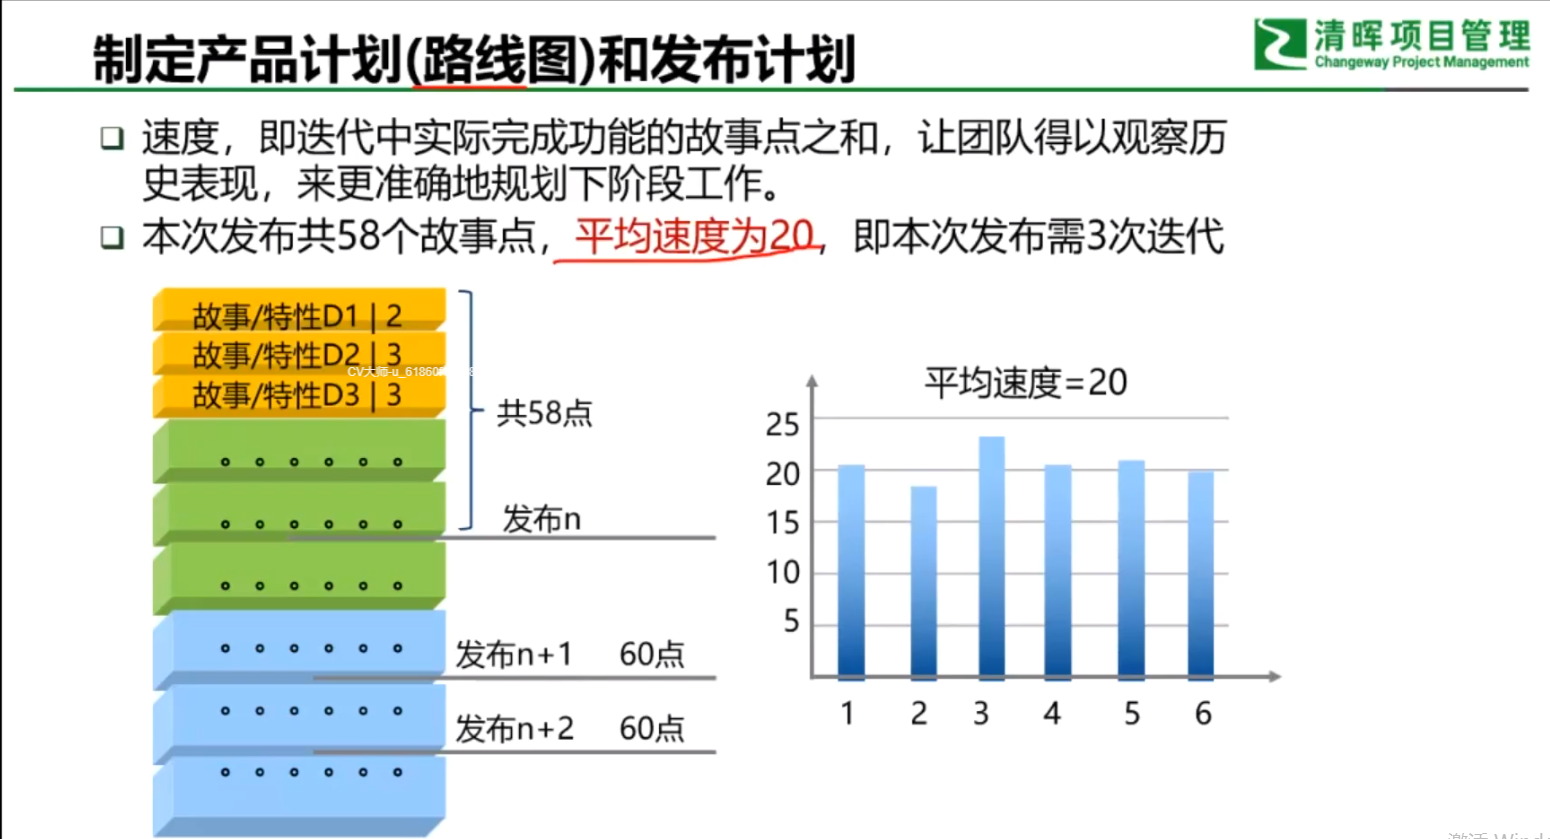 制定产品计划(路线图)和发布计划
清晖项目管理
Changeway Project Management
速度，即迭代中实际完成功能的故事点之和，让团队得以观察历
史表现，来更准确地规划下阶段工作。
本次发布共58个故事点，平均速度为20，即本次发布需3次迭代
故事/特性D1 | 2
故事/特性D2 | 3
故事/特性D3 | 3
共58点
发布n
发布n+1 60点
发布n+2 60点
平均速度=20
25
20
15
10
5
1 2 3 4 5 6